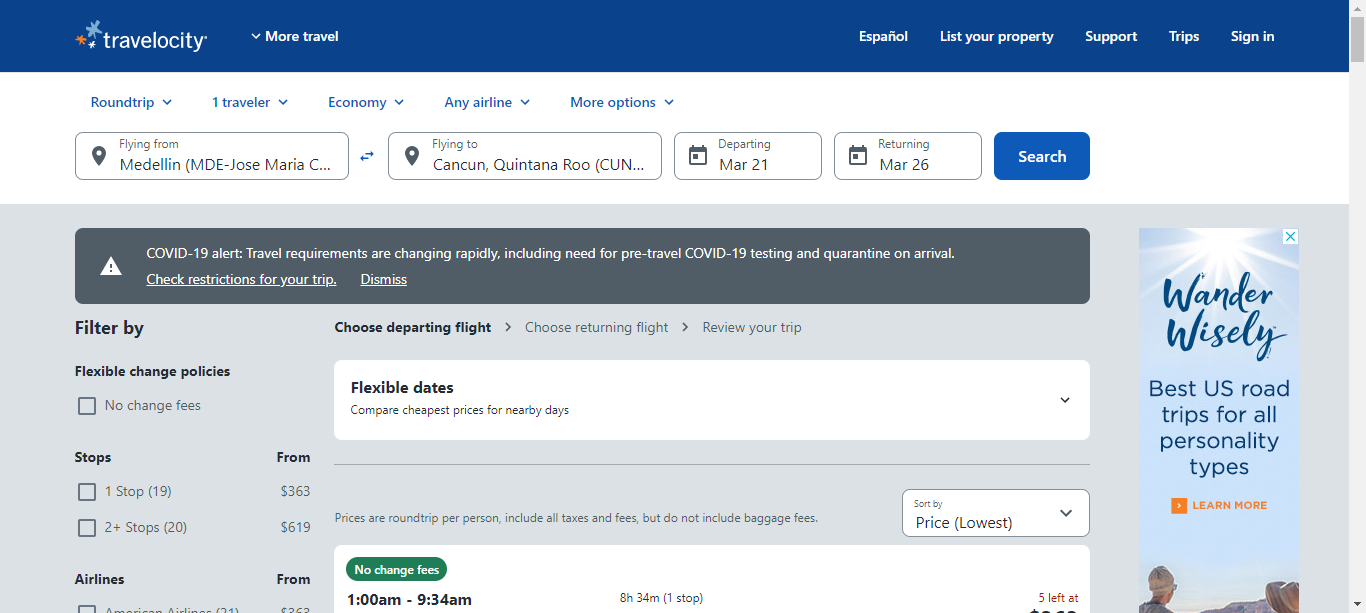 travelocity
More travel
Español
List your property
Support
Trips
Sign in
Roundtrip
1 traveler
Economy
Any airline
More options
Flying from
Medellin (MDE-Jose Maria C...
Flying to
Cancun, Quintana Roo (CUN...
Departing
Mar 21
Returning
Mar 26
Search
COVID-19 alert: Travel requirements are changing rapidly, including need for pre-travel COVID-19 testing and quarantine on arrival.
Check restrictions for your trip. Dismiss
Filter by
Flexible change policies
No change fees
Stops From
1 Stop (19) $363
2+ Stops (20) $619
Airlines From
American Airlines (21) $363
Choose departing flight > Choose returning flight > Review your trip
Flexible dates
Compare cheapest prices for nearby days
Prices are roundtrip per person, include all taxes and fees, but do not include baggage fees.
Sort by
Price (Lowest)
No change fees
1:00am - 9:34am
8h 34m (1 stop)
5 left at
Wander
Wisely
Best US road
trips for all
personality
types
LEARN MORE